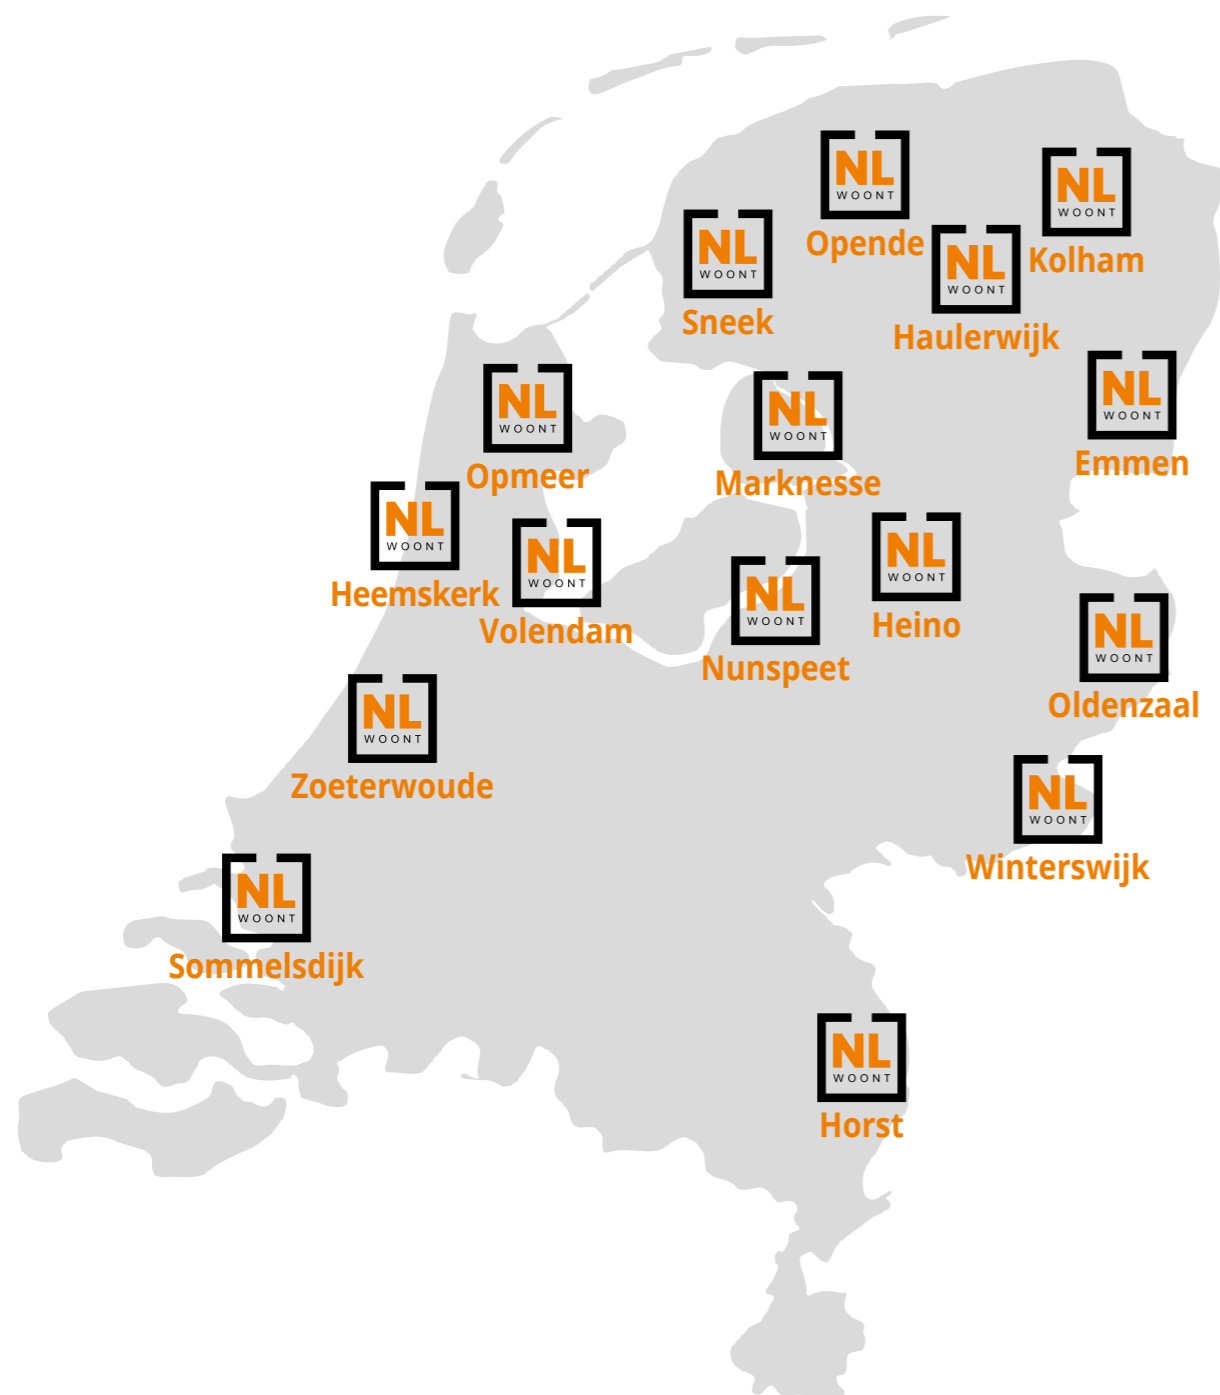 NL
WOONT
Opende
NL
WOONT
Kolham
NL
WOONT
Sneek
NL
WOONT
Haulerwijk
NL
WOONT
Emmen
NL
WOONT
Opmeer
NL
WOONT
Marknesse
NL
WOONT
Heemskerk
NL
WOONT
Volendam
NL
WOONT
Heino
NL
WOONT
Nunspeet
NL
WOONT
Oldenzaal
NL
WOONT
Zoeterwoude
NL
WOONT
Winterswijk
NL
WOONT
Sommelsdijk
NL
WOONT
Horst